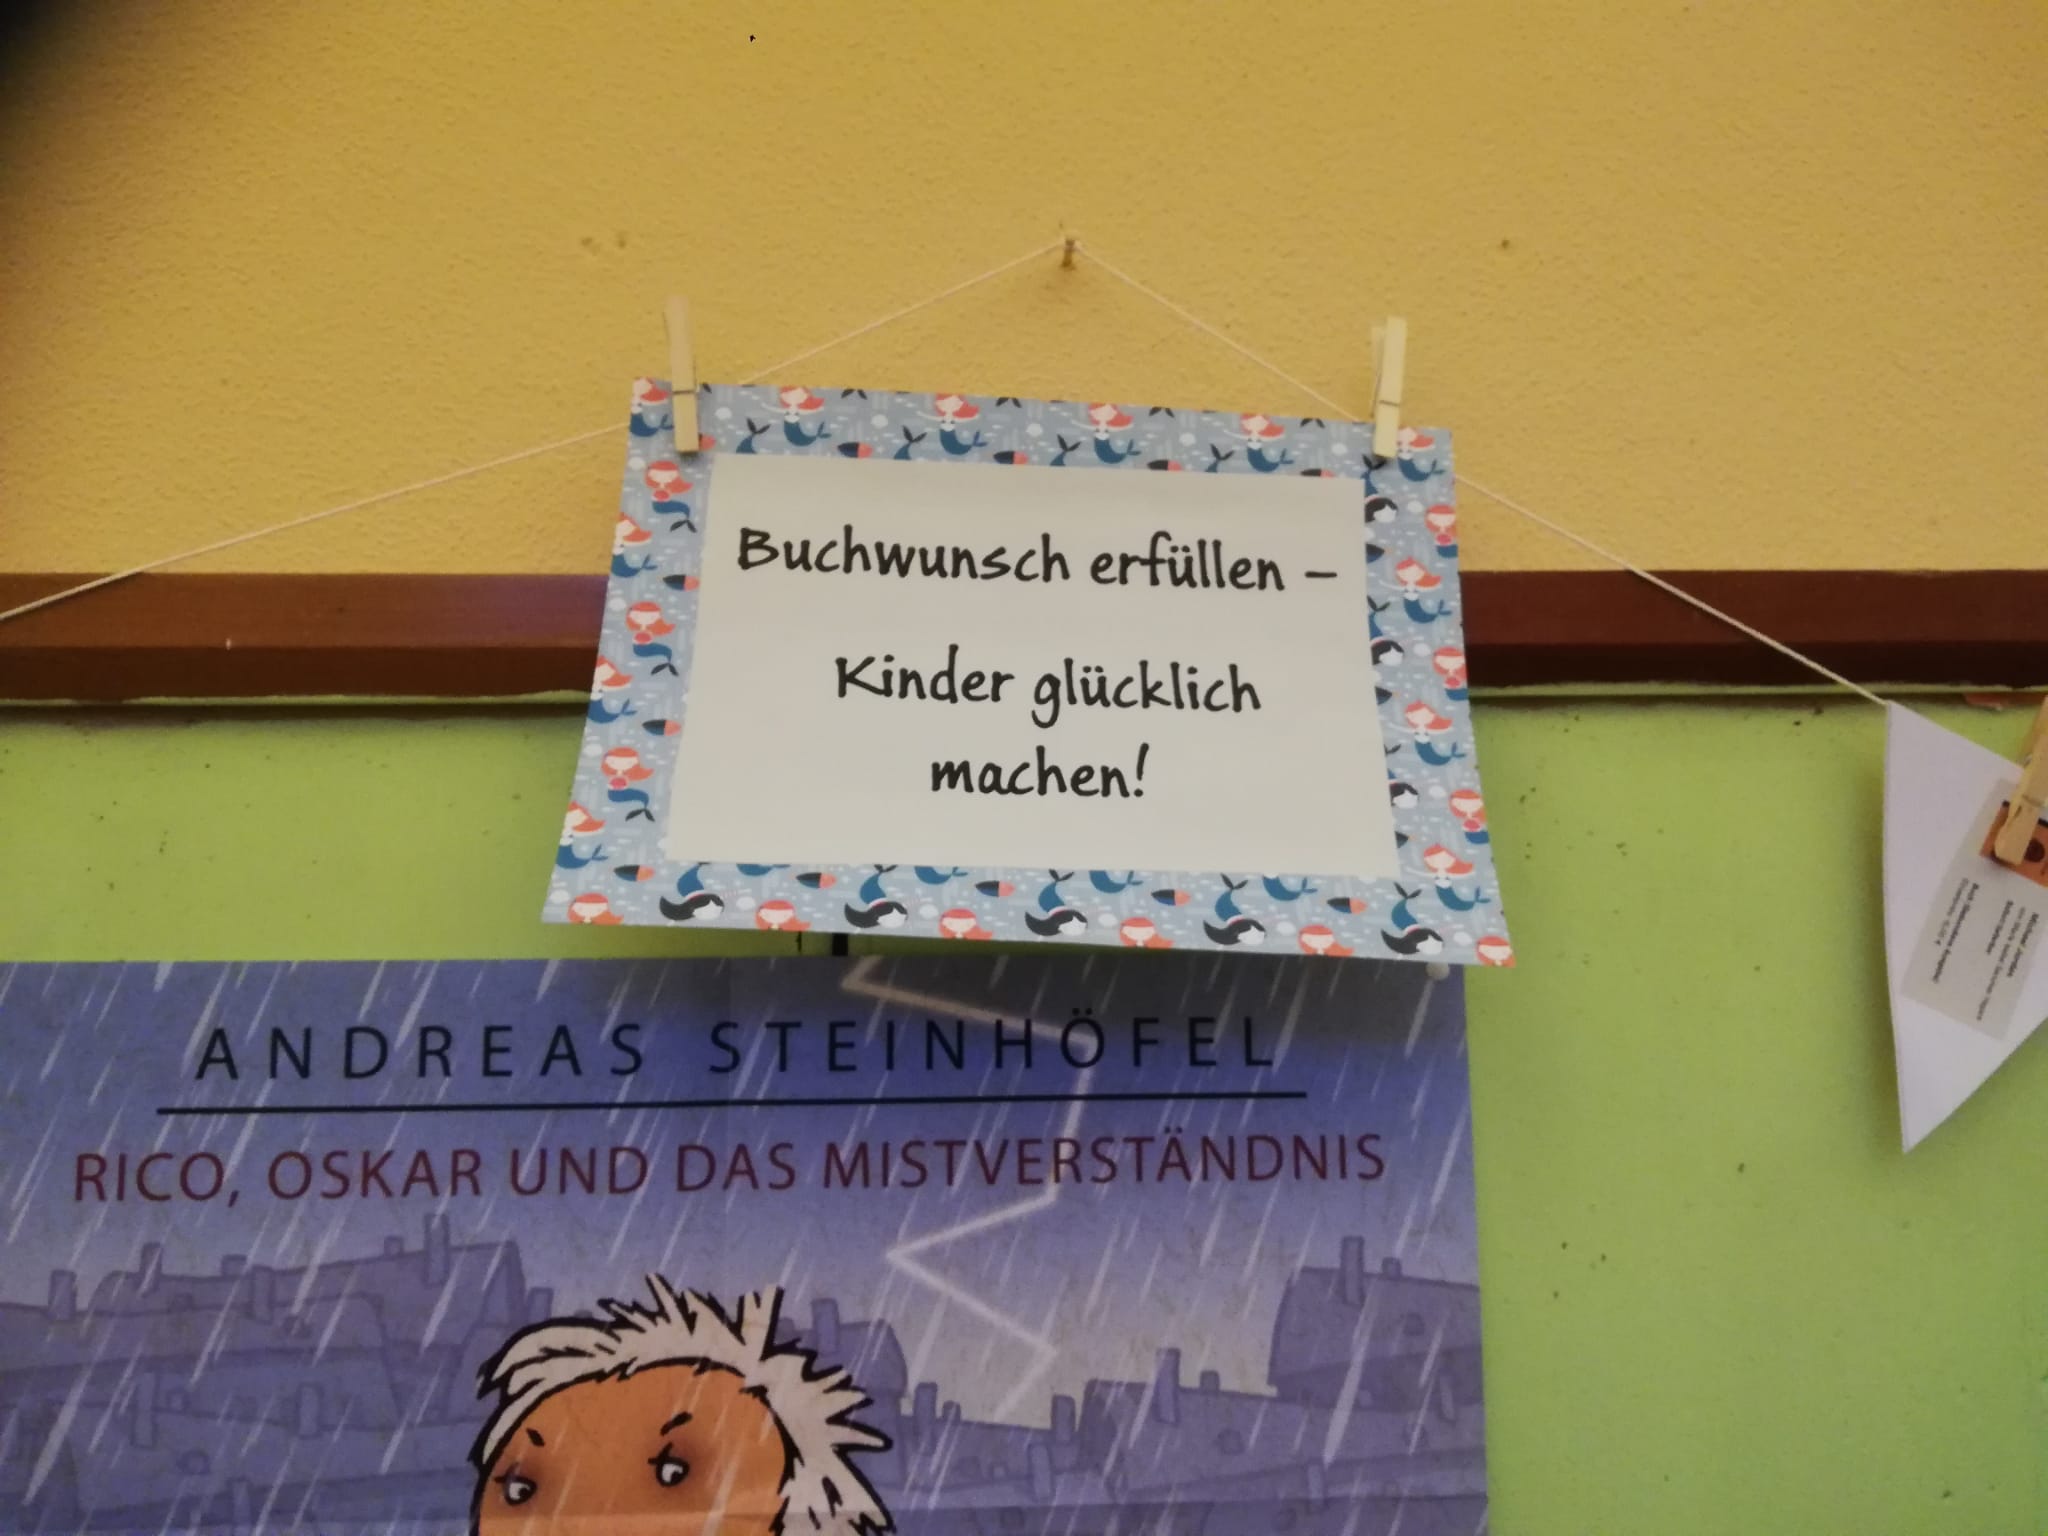 Buchwunsch erfüllen –
Kinder glücklich
machen!
ANDREAS STEINHÖFEL
RICO, OSKAR UND DAS MISTVERSTÄNDNIS